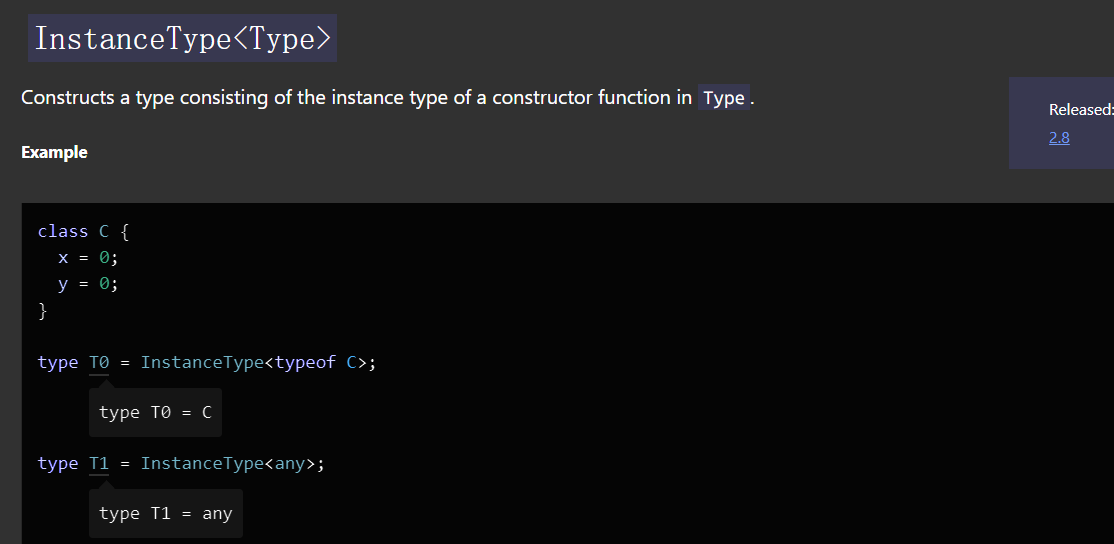 InstanceType<Type>
Constructs a type consisting of the instance type of a constructor function in Type.
Released:
2.8
Example
class C {
  x = 0;
  y = 0;
}
type T0 = InstanceType<typeof C>;
type T0 = C
type T1 = InstanceType<any>;
type T1 = any